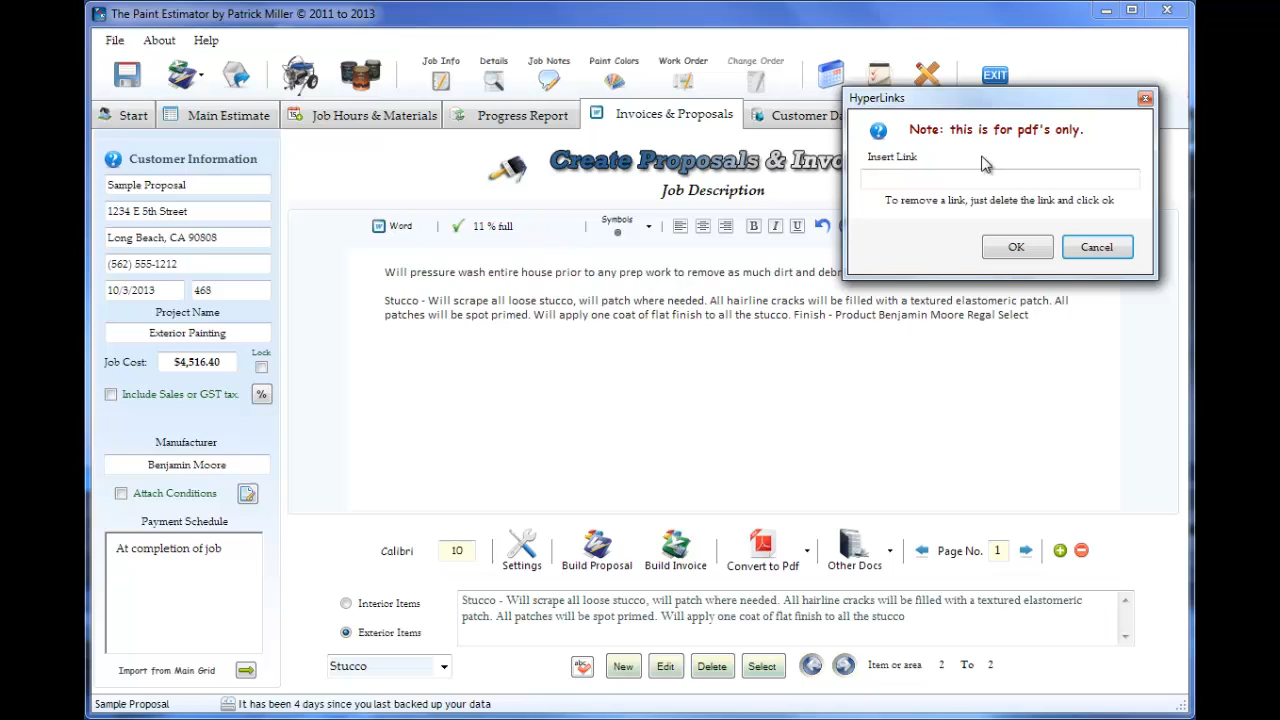 The Paint Estimator by Patrick Miller © 2011 to 2013
File About Help
Job Info Details Job Notes Paint Colors Work Order Change Order
EXIT
Start Main Estimate Job Hours & Materials Progress Report Invoices & Proposals Customer Da
HyperLinks
Note: this is for pdf's only.
Insert Link
To remove a link, just delete the link and click ok
OK Cancel
Customer Information
Sample Proposal
1234 E 5th Street
Long Beach, CA 90808
(562) 555-1212
10/3/2013 468
Project Name
Exterior Painting
Job Cost: $4,516.40 Lock
Include Sales or GST tax. %
Manufacturer
Benjamin Moore
Attach Conditions
Payment Schedule
At completion of job
Import from Main Grid
Create Proposals & Invo
Job Description
Word 11 % full Symbols B I U
Will pressure wash entire house prior to any prep work to remove as much dirt and debr
Stucco - Will scrape all loose stucco, will patch where needed. All hairline cracks will be filled with a textured elastomeric patch. All
patches will be spot primed. Will apply one coat of flat finish to all the stucco. Finish - Product Benjamin Moore Regal Select
Calibri 10 Settings Build Proposal Build Invoice Convert to Pdf Other Docs Page No. 1
Interior Items
Exterior Items
Stucco - Will scrape all loose stucco, will patch where needed. All hairline cracks will be filled with a textured elastomeric
patch. All patches will be spot primed. Will apply one coat of flat finish to all the stucco
Stucco abc New Edit Delete Select Item or area 2 To 2
Sample Proposal It has been 4 days since you last backed up your data